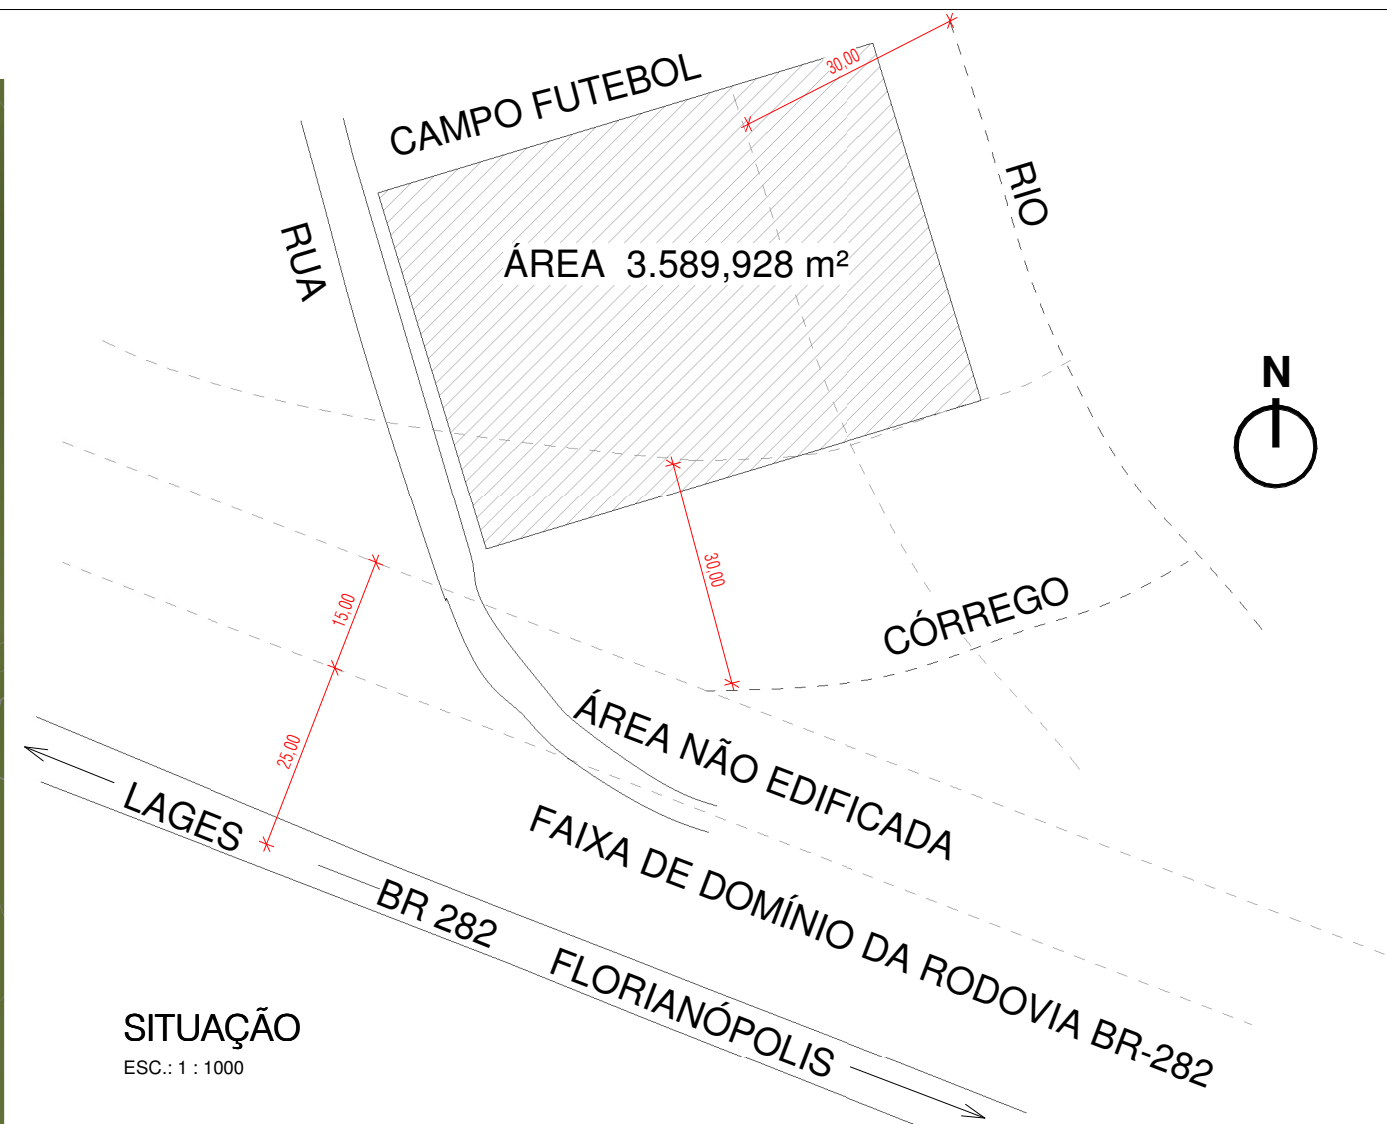 30,00
CAMPO FUTEBOL
RIO
RUA
ÁREA 3.589,928 m²
N
30,00
15,00
CÓRREGO
25,00
ÁREA NÃO EDIFICADA
LAGES
FAIXA DE DOMÍNIO DA RODOVIA BR-282
BR 282
FLORIANÓPOLIS
SITUAÇÃO
ESC.: 1 : 1000